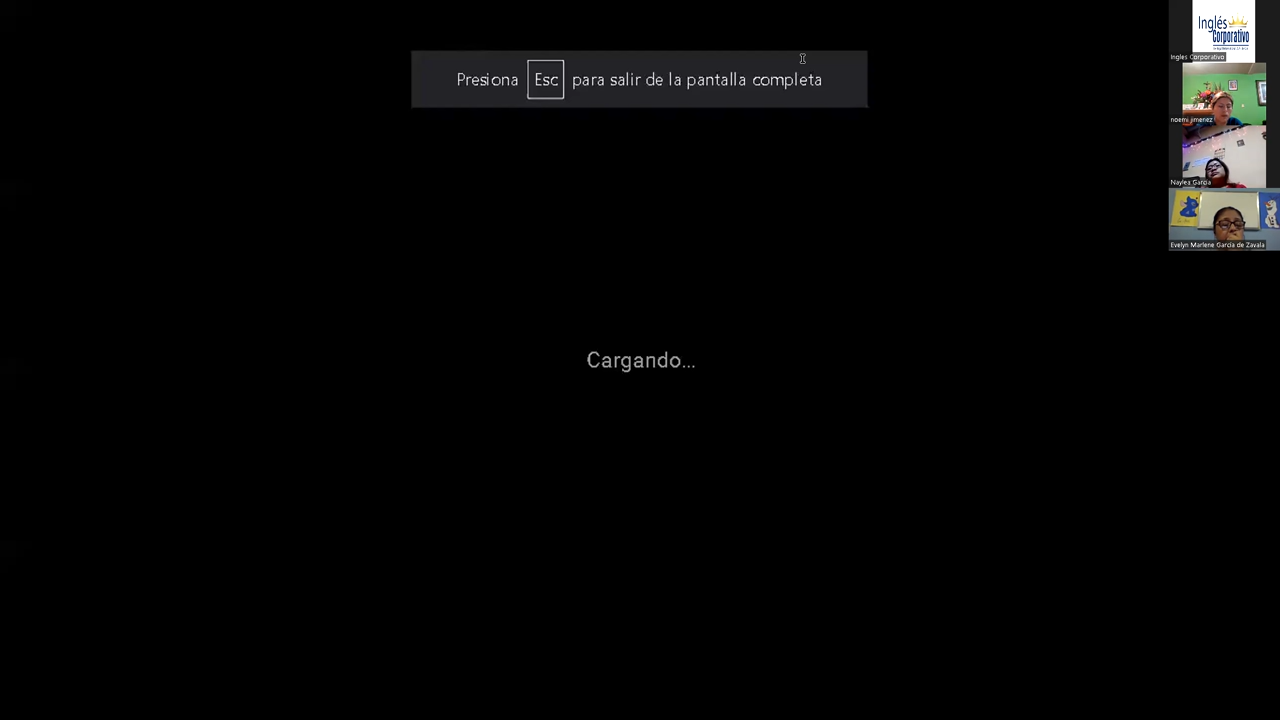 Presiona Esc para salir de la pantalla completa
Cargando...
Inglés
Corporativo
Ingles Corporativo
noemi jimenez
Naylea Garcia
Evelyn Marlene Garcia de Zavala